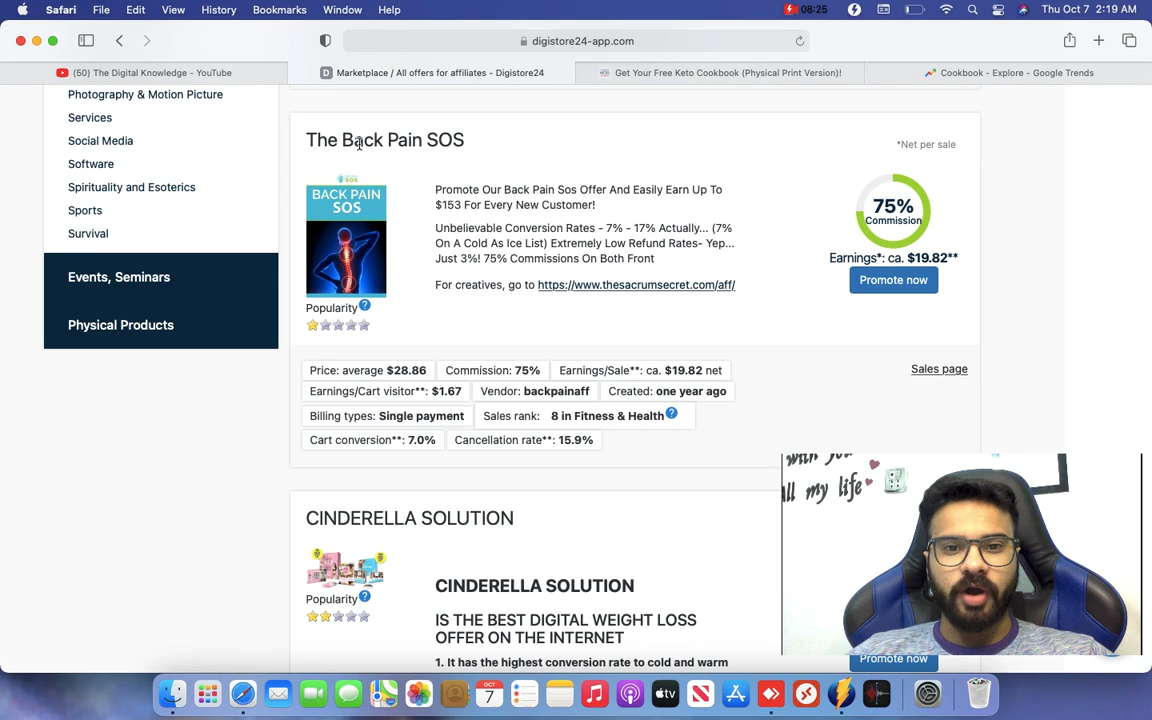 Safari File Edit View History Bookmarks Window Help
08:25
Thu Oct 7 2:19 AM
digistore24-app.com
(50) The Digital Knowledge - YouTube
Marketplace / All offers for affiliates - Digistore24
Get Your Free Keto Cookbook (Physical Print Version)!
Cookbook - Explore - Google Trends
Photography & Motion Picture
Services
Social Media
Software
Spirituality and Esoterics
Sports
Survival
Events, Seminars
Physical Products
The Back Pain SOS
*Net per sale
SOS
BACK PAIN
SOS
Popularity ?
Promote Our Back Pain Sos Offer And Easily Earn Up To
$153 For Every New Customer!
Unbelievable Conversion Rates - 7% - 17% Actually... (7%
On A Cold As Ice List) Extremely Low Refund Rates- Yep...
Just 3%! 75% Commissions On Both Front
For creatives, go to https://www.thesacrumsecret.com/aff/
75%
Commission
Earnings*: ca. $19.82**
Promote now
Price: average $28.86 Commission: 75% Earnings/Sale**: ca. $19.82 net
Sales page
Earnings/Cart visitor**: $1.67 Vendor: backpainaff Created: one year ago
Billing types: Single payment Sales rank: 8 in Fitness & Health ?
Cart conversion**: 7.0% Cancellation rate**: 15.9%
CINDERELLA SOLUTION
Popularity ?
CINDERELLA SOLUTION
IS THE BEST DIGITAL WEIGHT LOSS
OFFER ON THE INTERNET
1. It has the highest conversion rate to cold and warm
Promote now
with you
all my life
OCT
7
tv